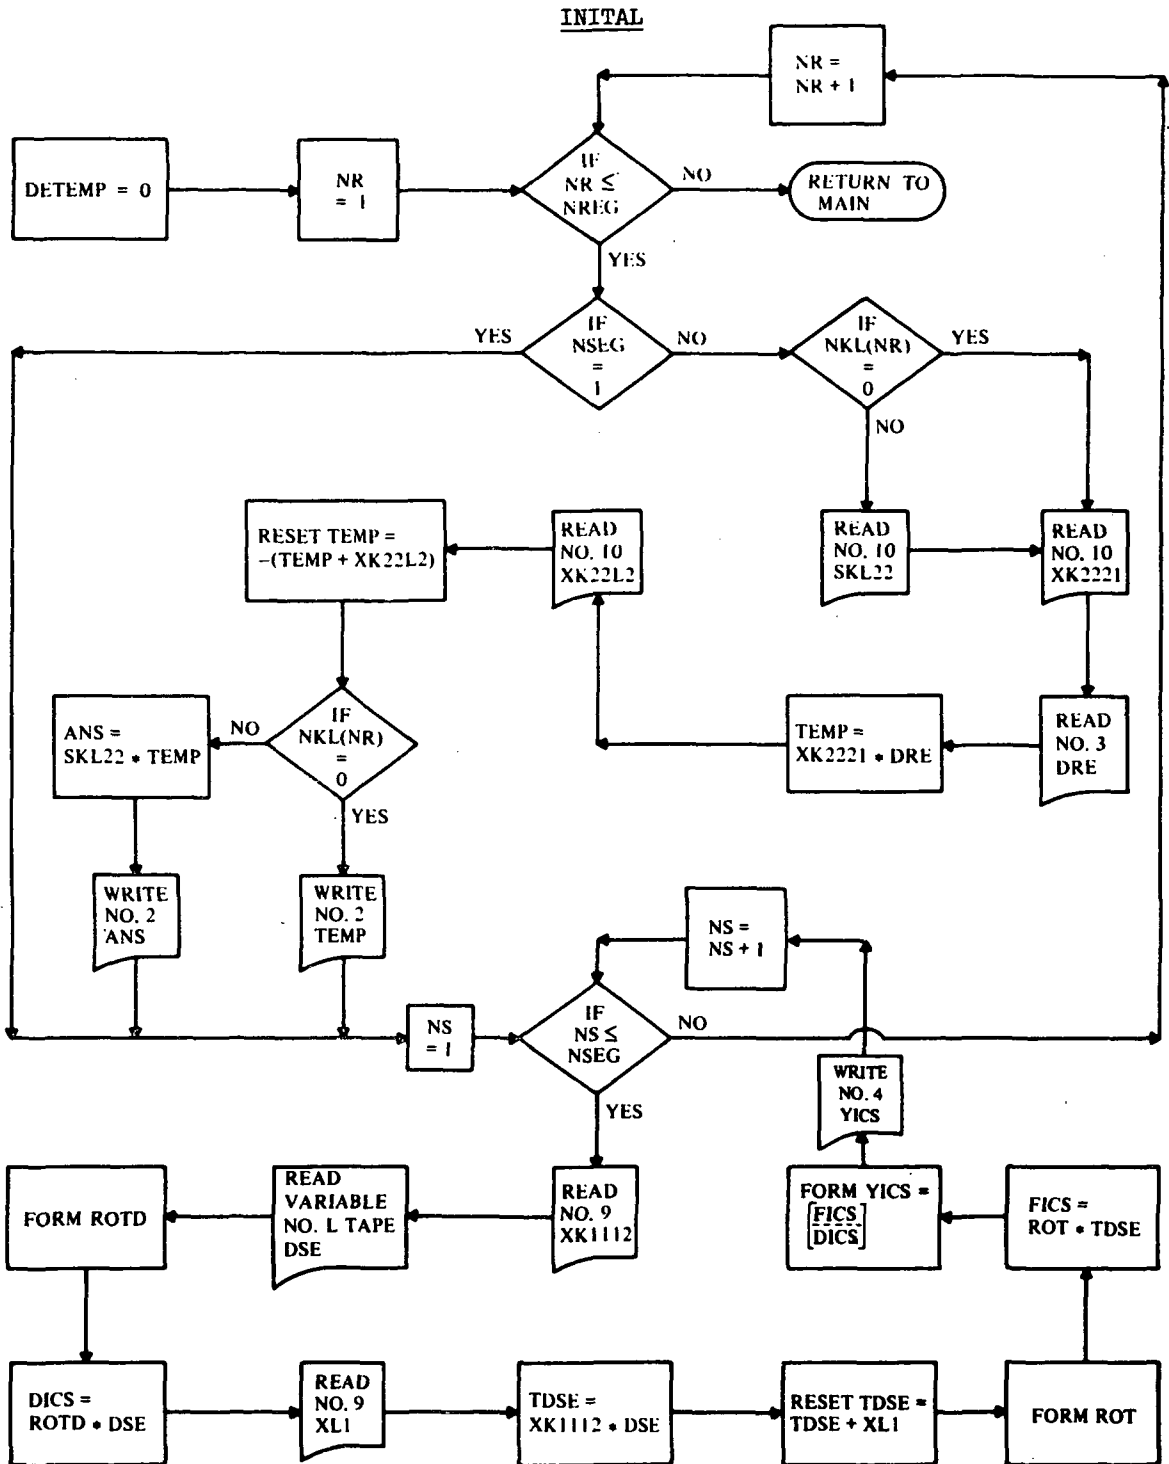 INITAL
NR =
NR + 1
DETEMP = 0
NR
= 1
IF
NR ≤
NREG
NO
RETURN TO
MAIN
YES
YES
IF
NSEG
=
1
NO
IF
NKL(NR)
=
0
YES
NO
RESET TEMP =
-(TEMP + XK22L2)
READ
NO. 10
XK22L2
READ
NO. 10
SKL22
READ
NO. 10
XK2221
ANS =
SKL22 * TEMP
NO
IF
NKL(NR)
=
0
YES
TEMP =
XK2221 * DRE
READ
NO. 3
DRE
WRITE
NO. 2
ANS
WRITE
NO. 2
TEMP
NS =
NS + 1
NS
= 1
IF
NS ≤
NSEG
NO
YES
WRITE
NO. 4
YICS
FORM ROTD
READ
VARIABLE
NO. L TAPE
DSE
READ
NO. 9
XK1112
FORM YICS =
[FICS
DICS]
FICS =
ROT * TDSE
DICS =
ROTD * DSE
READ
NO. 9
XL1
TDSE =
XK1112 * DSE
RESET TDSE =
TDSE + XL1
FORM ROT